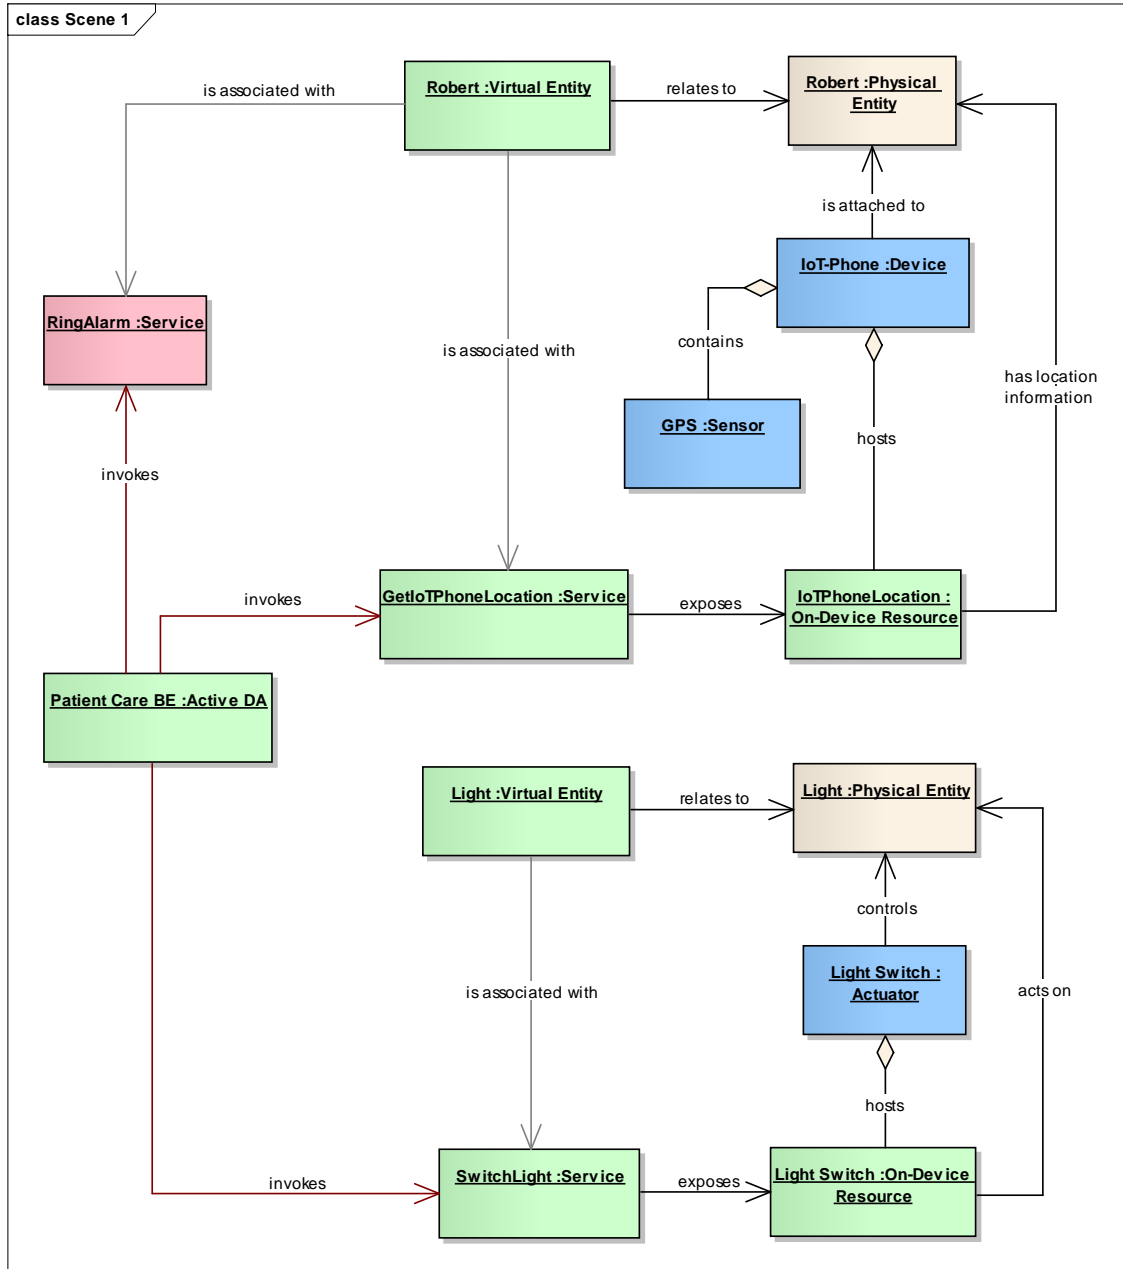 class Scene 1
Robert :Virtual Entity
is associated with
relates to
Robert :Physical
Entity
is attached to
IoT-Phone :Device
RingAlarm :Service
contains
is associated with
has location
information
GPS :Sensor
hosts
invokes
GetIoTPhoneLocation :Service
invokes
exposes
IoTPhoneLocation :
On-Device Resource
Patient Care BE :Active DA
Light :Virtual Entity
relates to
Light :Physical Entity
controls
Light Switch :
Actuator
is associated with
acts on
hosts
SwitchLight :Service
invokes
exposes
Light Switch :On-Device
Resource